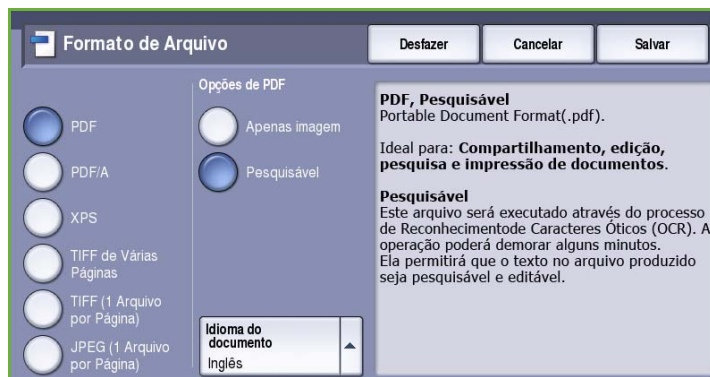 Formato de Arquivo
Desfazer
Cancelar
Salvar
PDF
PDF/A
XPS
TIFF de Várias
Páginas
TIFF (1 Arquivo
por Página)
JPEG (1 Arquivo
por Página)
Opções de PDF
Apenas imagem
Pesquisável
Idioma do
documento
Inglês
PDF, Pesquisável
Portable Document Format(.pdf).
Ideal para: Compartilhamento, edição,
pesquisa e impressão de documentos.
Pesquisável
Este arquivo será executado através do processo
de Reconhecimentode Caracteres Óticos (OCR). A
operação poderá demorar alguns minutos.
Ela permitirá que o texto no arquivo produzido
seja pesquisável e editável.